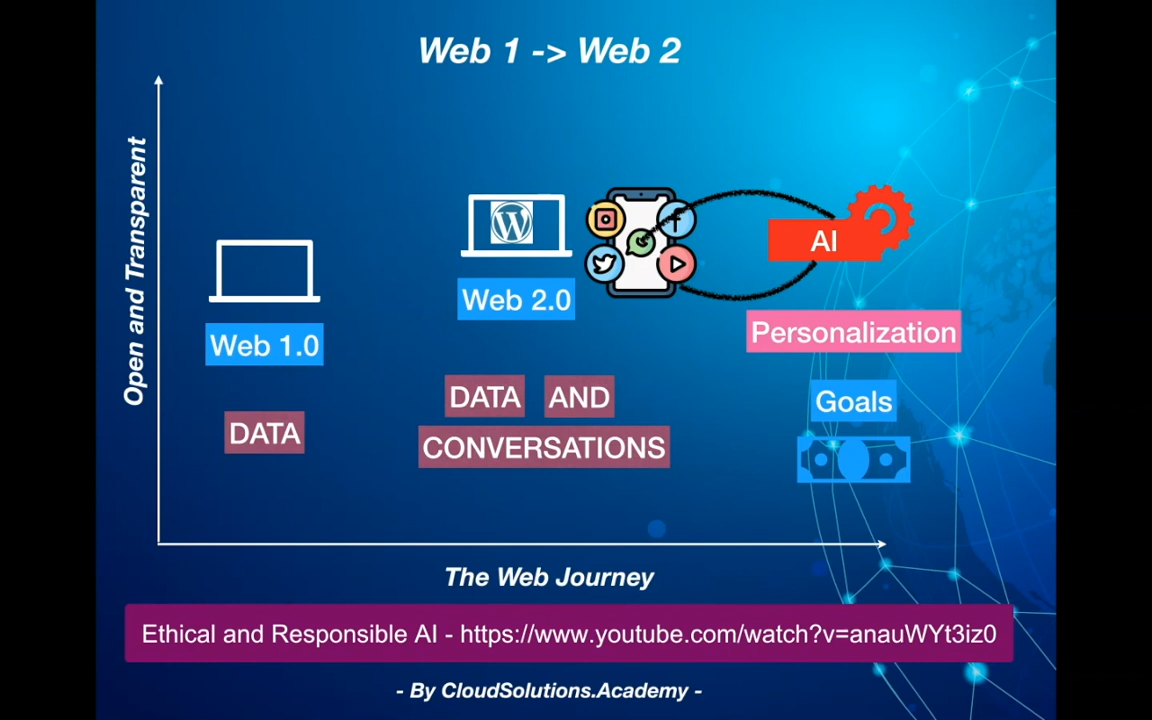 Web 1 -> Web 2
Open and Transparent
Web 1.0
DATA
Web 2.0
DATA AND
CONVERSATIONS
AI
Personalization
Goals
The Web Journey
Ethical and Responsible AI - https://www.youtube.com/watch?v=anauWYt3iz0
- By CloudSolutions.Academy -